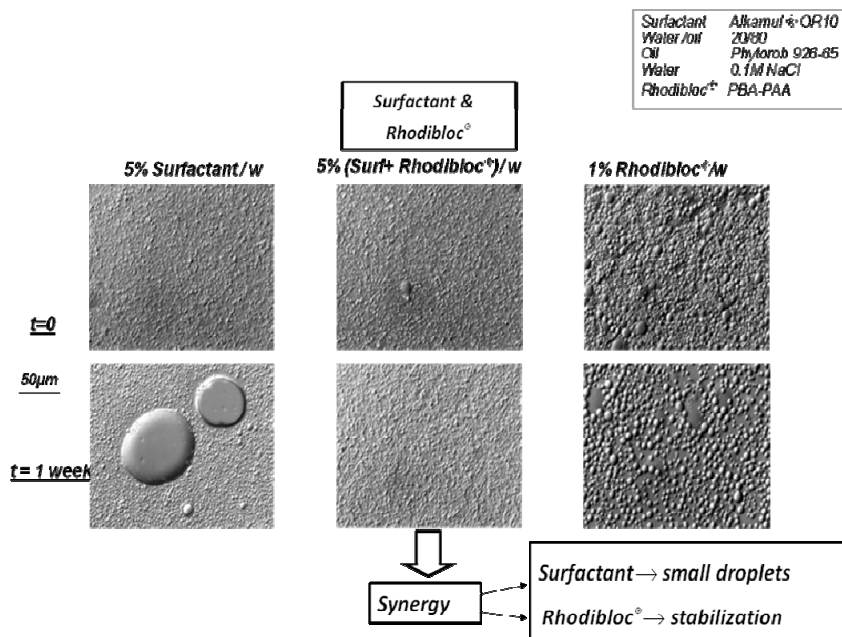 Surfactant Alkamul®OR10
Water/oil 20/80
Oil Phytorob 926-65
Water 0.1M NaCl
Rhodibloc® PBA-PAA
Surfactant &
Rhodibloc®
5% Surfactant / w
5% (Surf+ Rhodibloc®)/ w
1% Rhodibloc®/w
t=0
50µm
t = 1 week
Synergy
Surfactant→ small droplets
Rhodibloc®→ stabilization